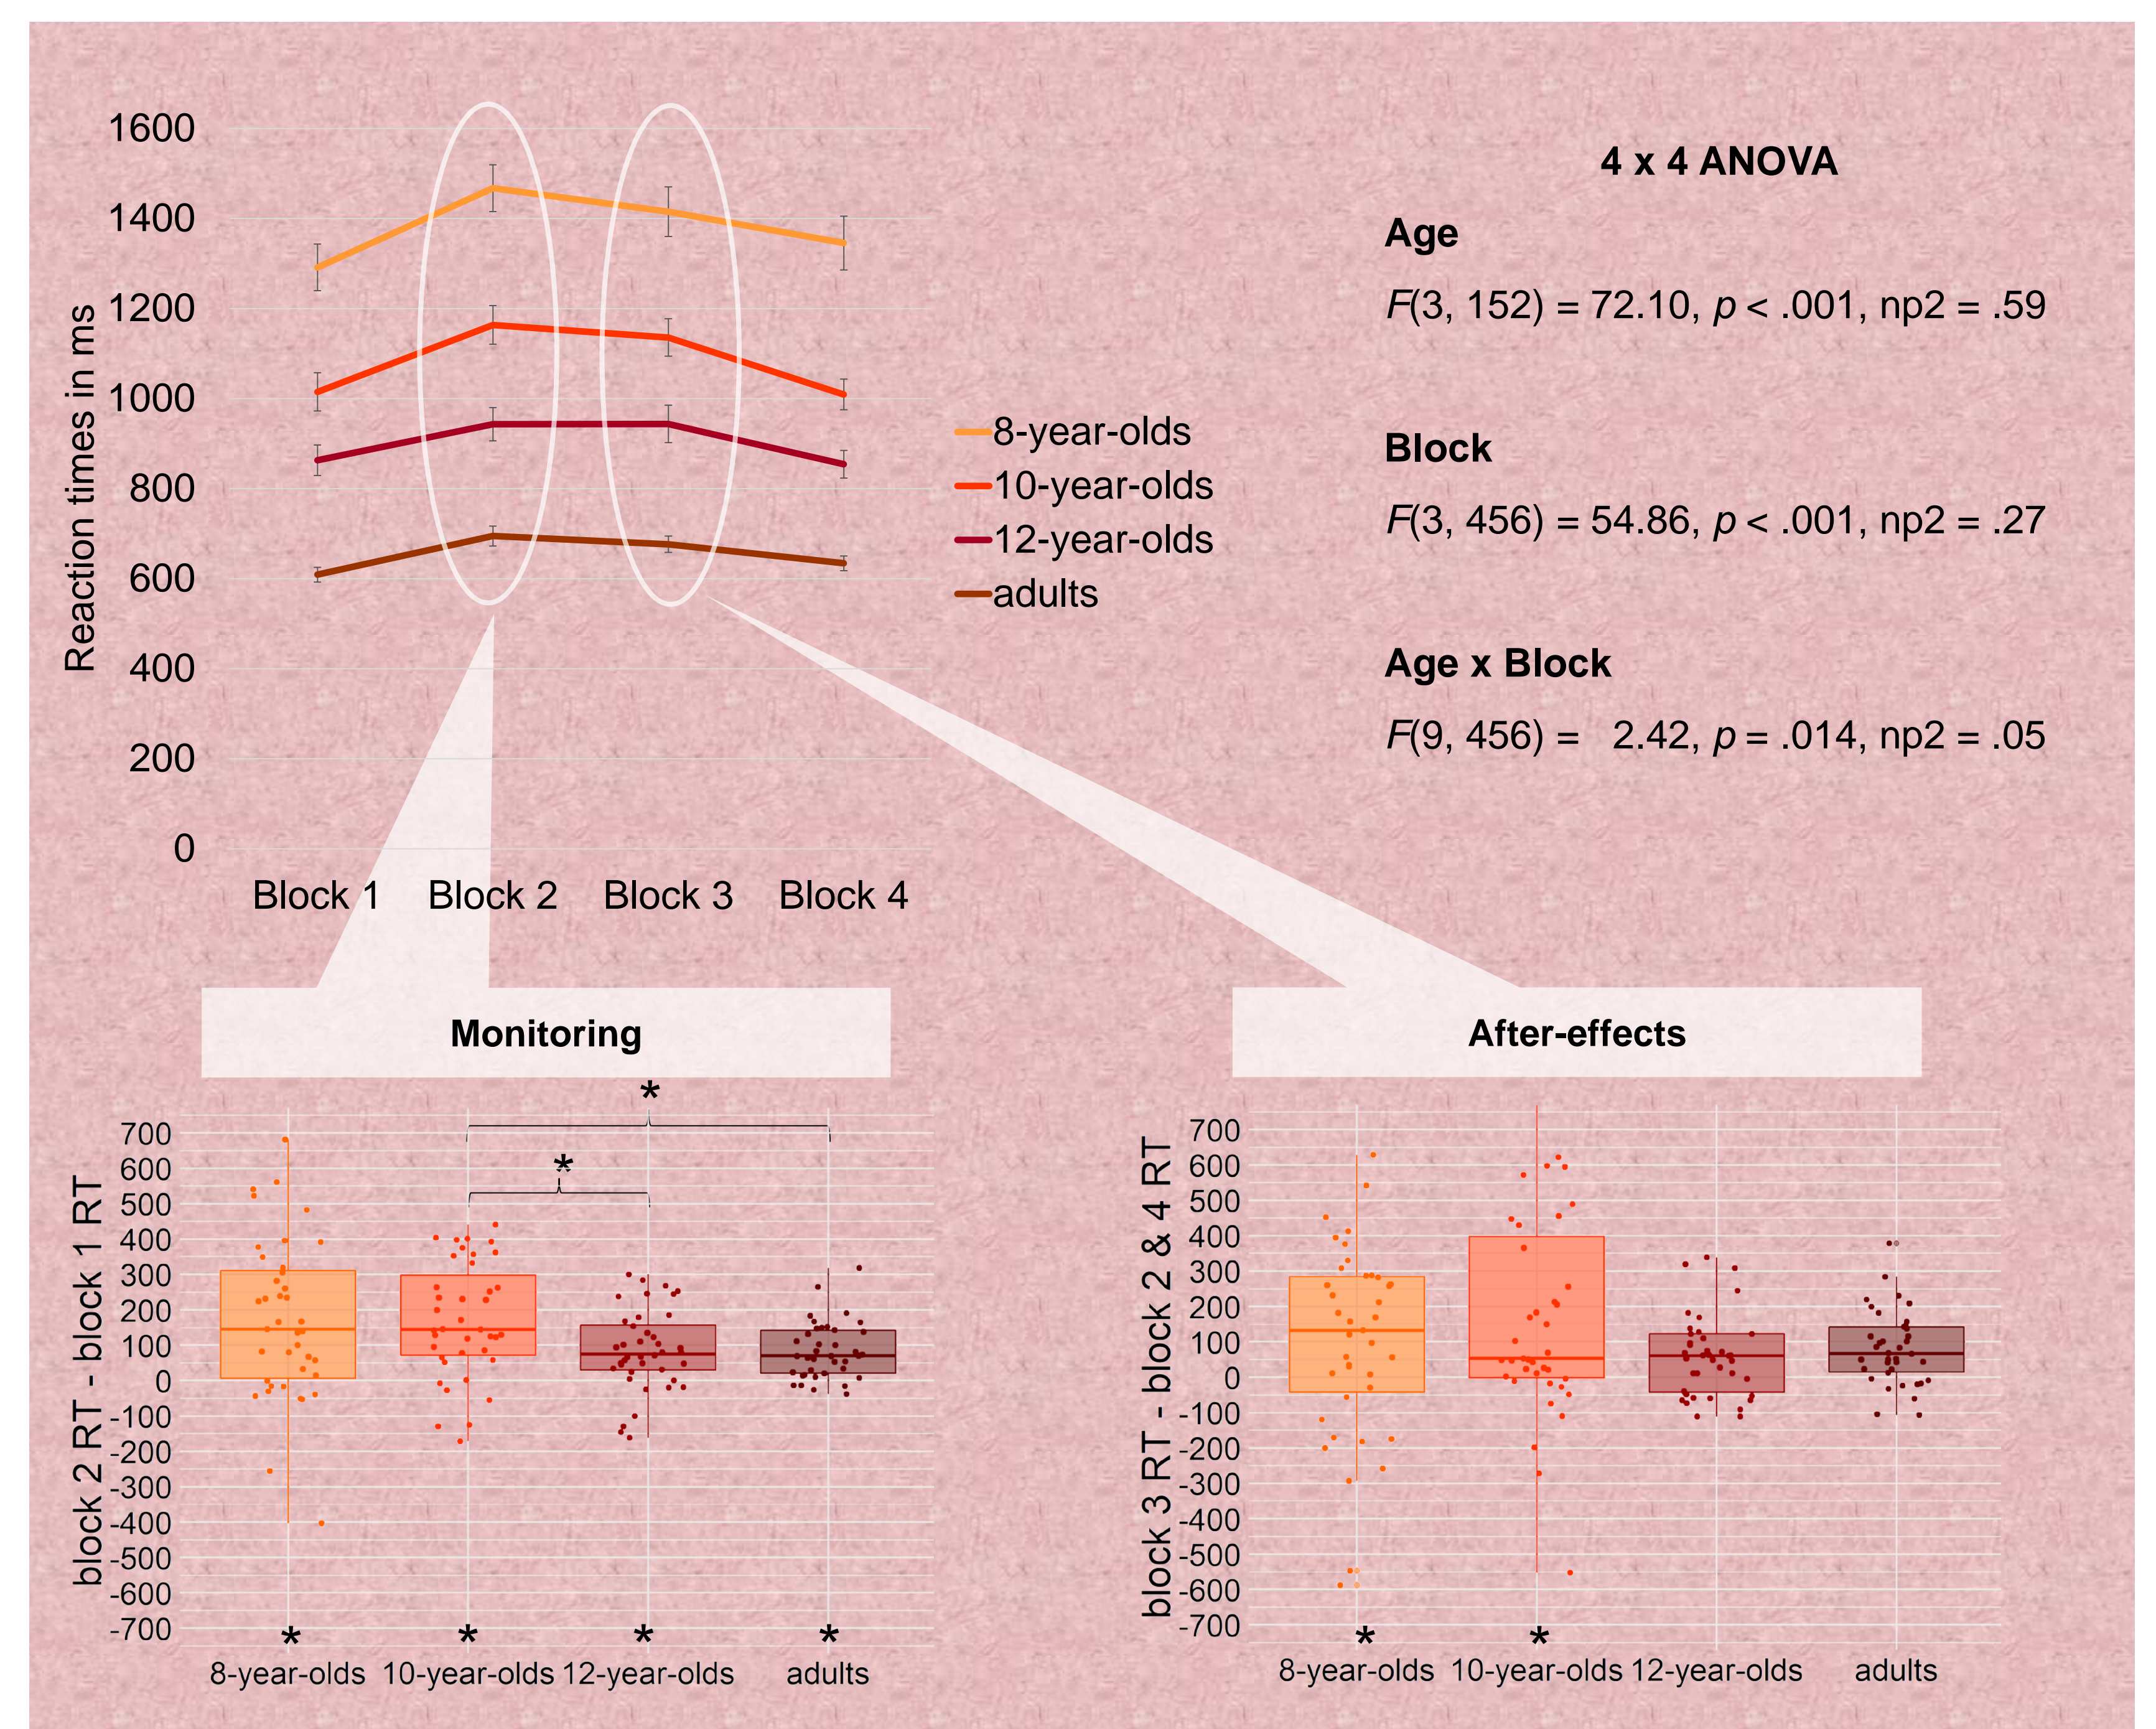 1600
1400
1200
1000
800
600
400
200
0
Reaction times in ms
Block 1
Block 2
Block 3
Block 4
8-year-olds
10-year-olds
12-year-olds
adults
4 x 4 ANOVA
Age
F(3, 152) = 72.10, p < .001, np2 = .59
Block
F(3, 456) = 54.86, p < .001, np2 = .27
Age x Block
F(9, 456) = 2.42, p = .014, np2 = .05
Monitoring
*
*
block 2 RT - block 1 RT
700
600
500
400
300
200
100
0
-100
-200
-300
-400
-500
-600
-700
* * * *
8-year-olds 10-year-olds 12-year-olds adults
After-effects
block 3 RT - block 2 & 4 RT
700
600
500
400
300
200
100
0
-100
-200
-300
-400
-500
-600
-700
* *
8-year-olds 10-year-olds 12-year-olds adults